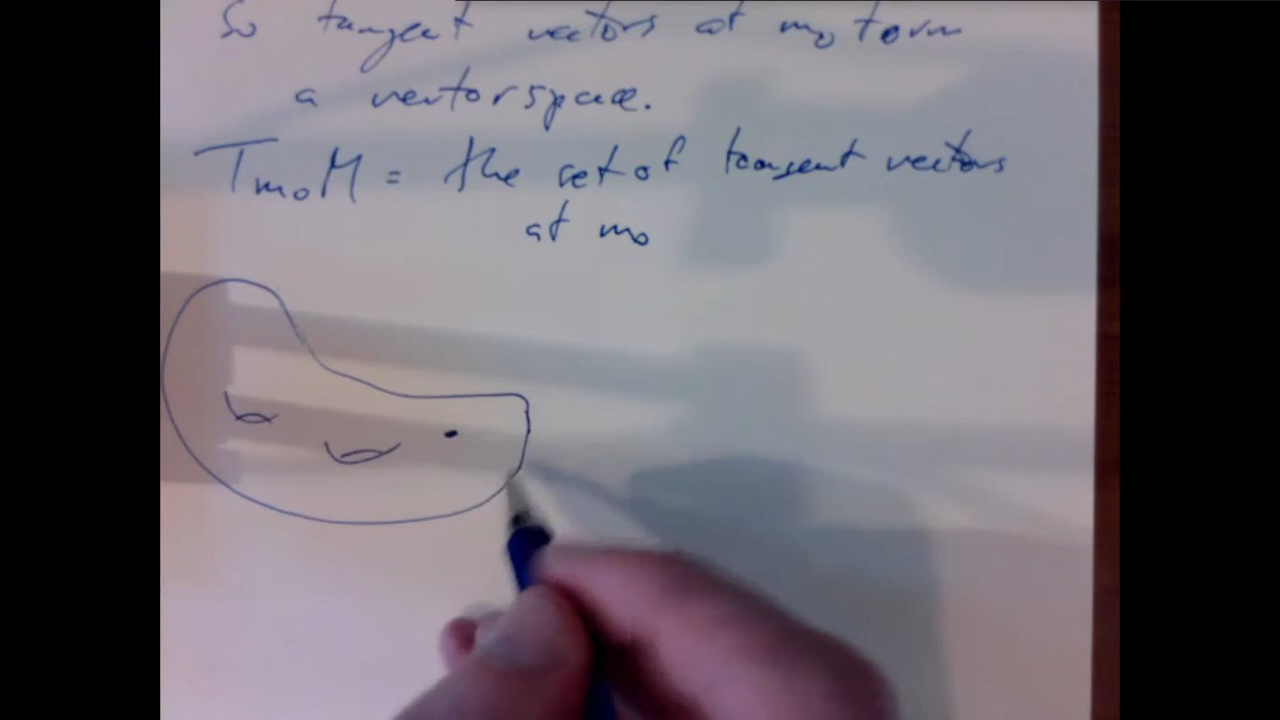 So tangent vectors at m₀ form
a vectorspace.
Tₘ₀M = the set of tangent vectors
at m₀